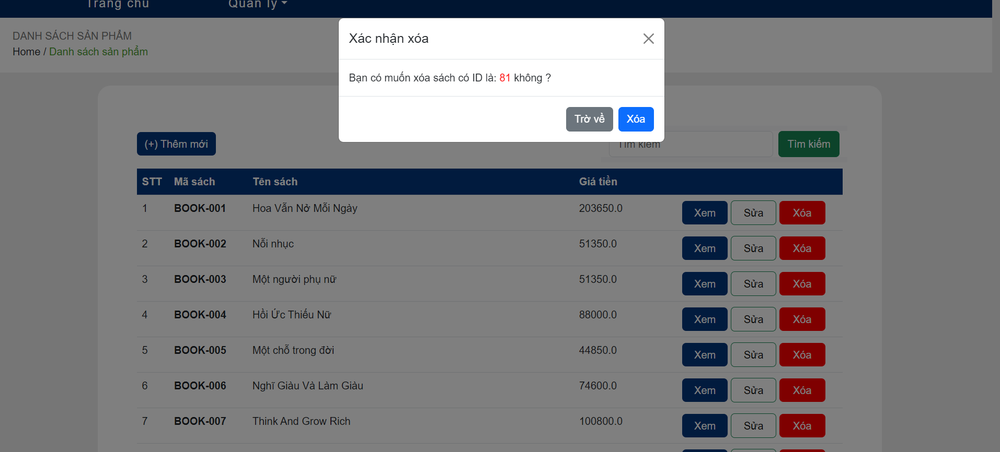 Trang chủ Quản lý
DANH SÁCH SẢN PHẨM
Home / Danh sách sản phẩm
Xác nhận xóa
Bạn có muốn xóa sách có ID là: 81 không ?
Trờ về Xóa
(+) Thêm mới Tìm kiếm Tìm kiếm
STT Mã sách Tên sách Giá tiền
1 BOOK-001 Hoa Vẫn Nở Mỗi Ngày 203650.0 Xem Sửa Xóa
2 BOOK-002 Nỗi nhục 51350.0 Xem Sửa Xóa
3 BOOK-003 Một người phụ nữ 51350.0 Xem Sửa Xóa
4 BOOK-004 Hồi Ức Thiếu Nữ 88000.0 Xem Sửa Xóa
5 BOOK-005 Một chỗ trong đời 44850.0 Xem Sửa Xóa
6 BOOK-006 Nghĩ Giàu Và Làm Giàu 74600.0 Xem Sửa Xóa
7 BOOK-007 Think And Grow Rich 100800.0 Xem Sửa Xóa